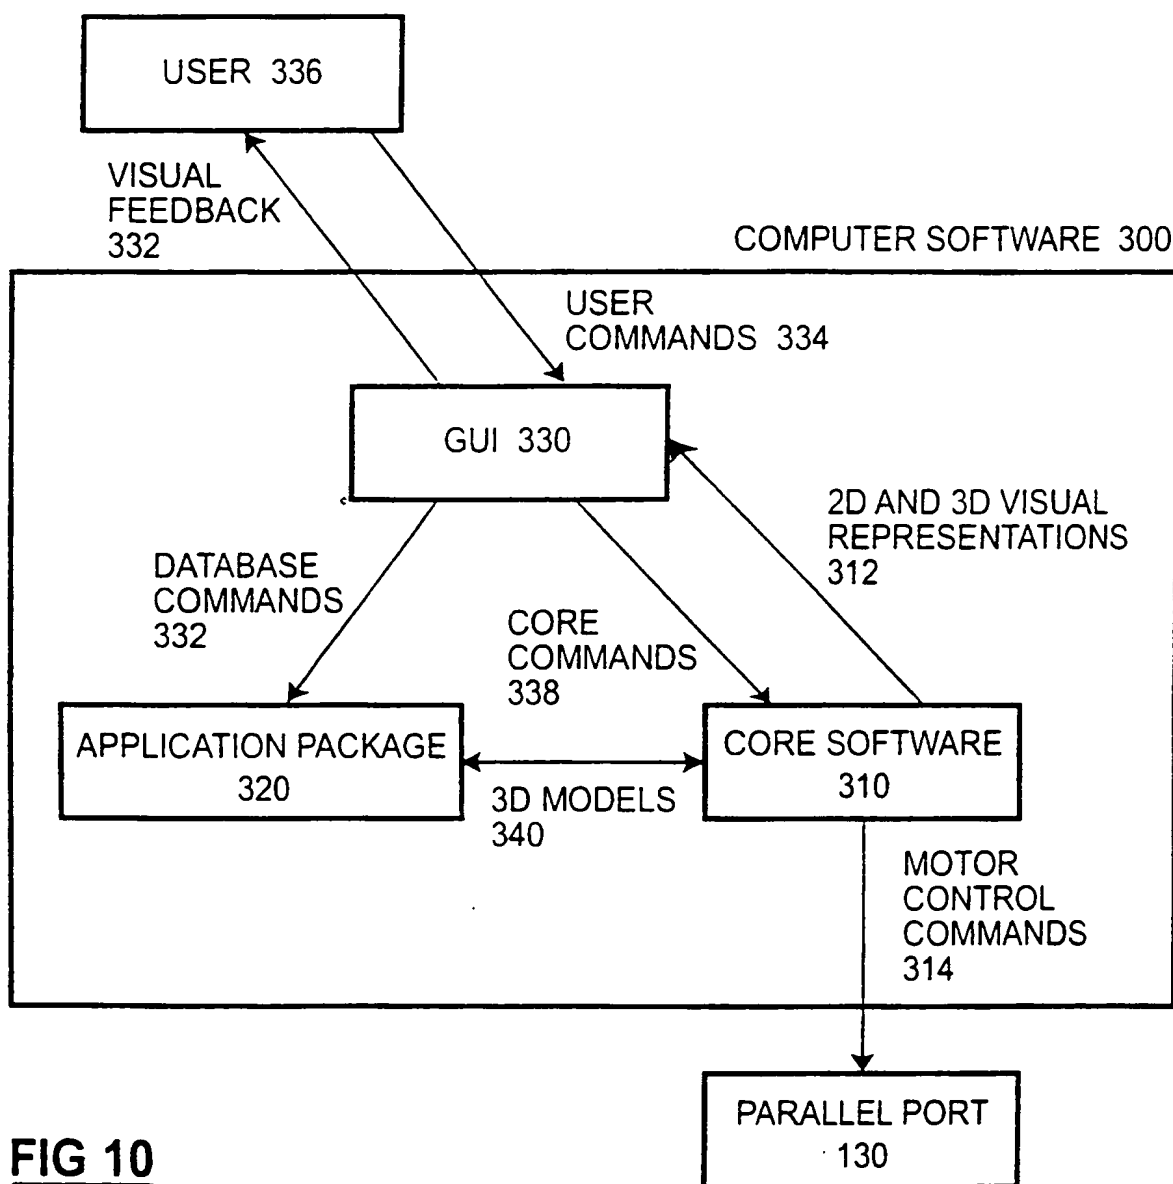 USER 336
VISUAL
FEEDBACK
332
COMPUTER SOFTWARE 300
USER
COMMANDS 334
GUI 330
2D AND 3D VISUAL
REPRESENTATIONS
312
DATABASE
COMMANDS
332
CORE
COMMANDS
338
APPLICATION PACKAGE
320
3D MODELS
340
CORE SOFTWARE
310
MOTOR
CONTROL
COMMANDS
314
PARALLEL PORT
130
FIG 10